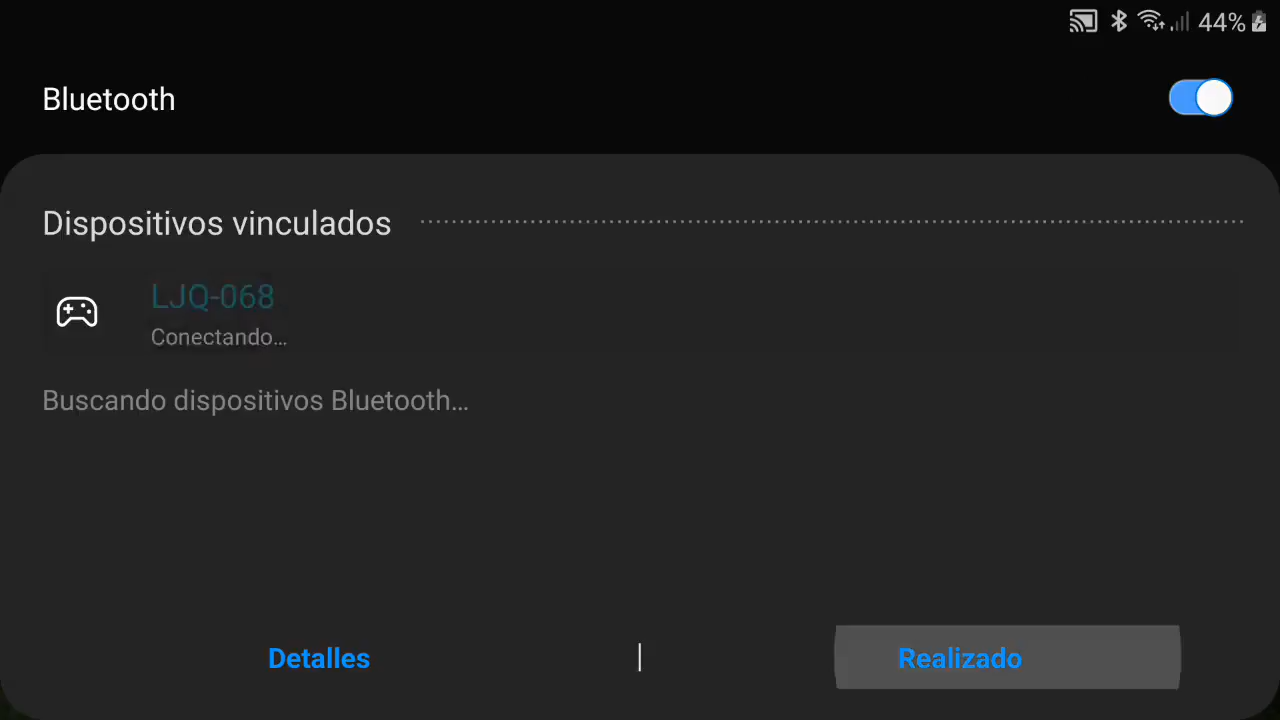 44%
Bluetooth
Dispositivos vinculados
LJQ-068
Conectando...
Buscando dispositivos Bluetooth...
Detalles | Realizado